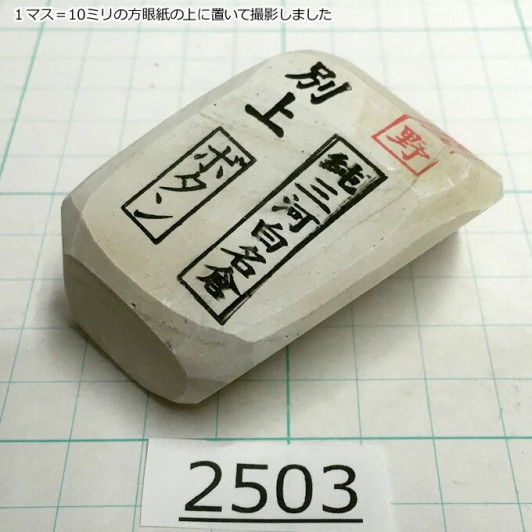 1マス＝10ミリの方眼紙の上に置いて撮影しました
別上
純三河白名倉
ボタン
野
2503